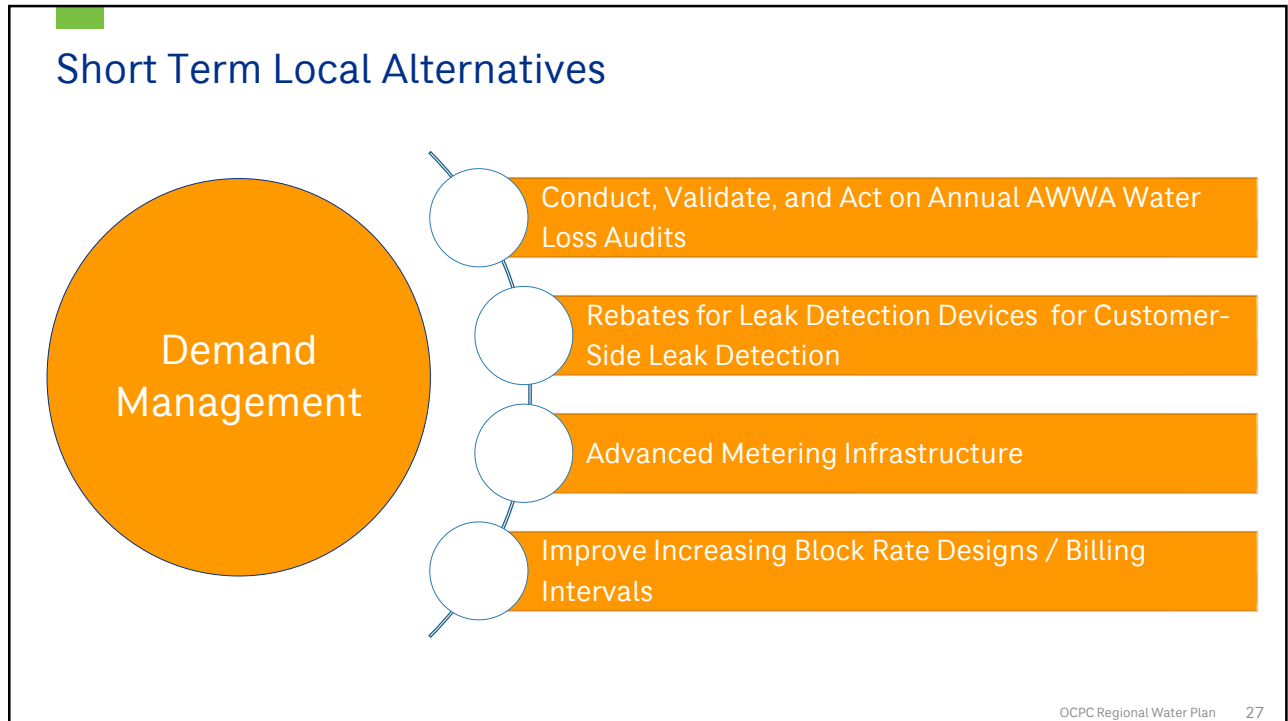 Short Term Local Alternatives
Demand
Management
Conduct, Validate, and Act on Annual AWWA Water
Loss Audits
Rebates for Leak Detection Devices  for Customer-
Side Leak Detection
Advanced Metering Infrastructure
Improve Increasing Block Rate Designs / Billing
Intervals
OCPC Regional Water Plan 27